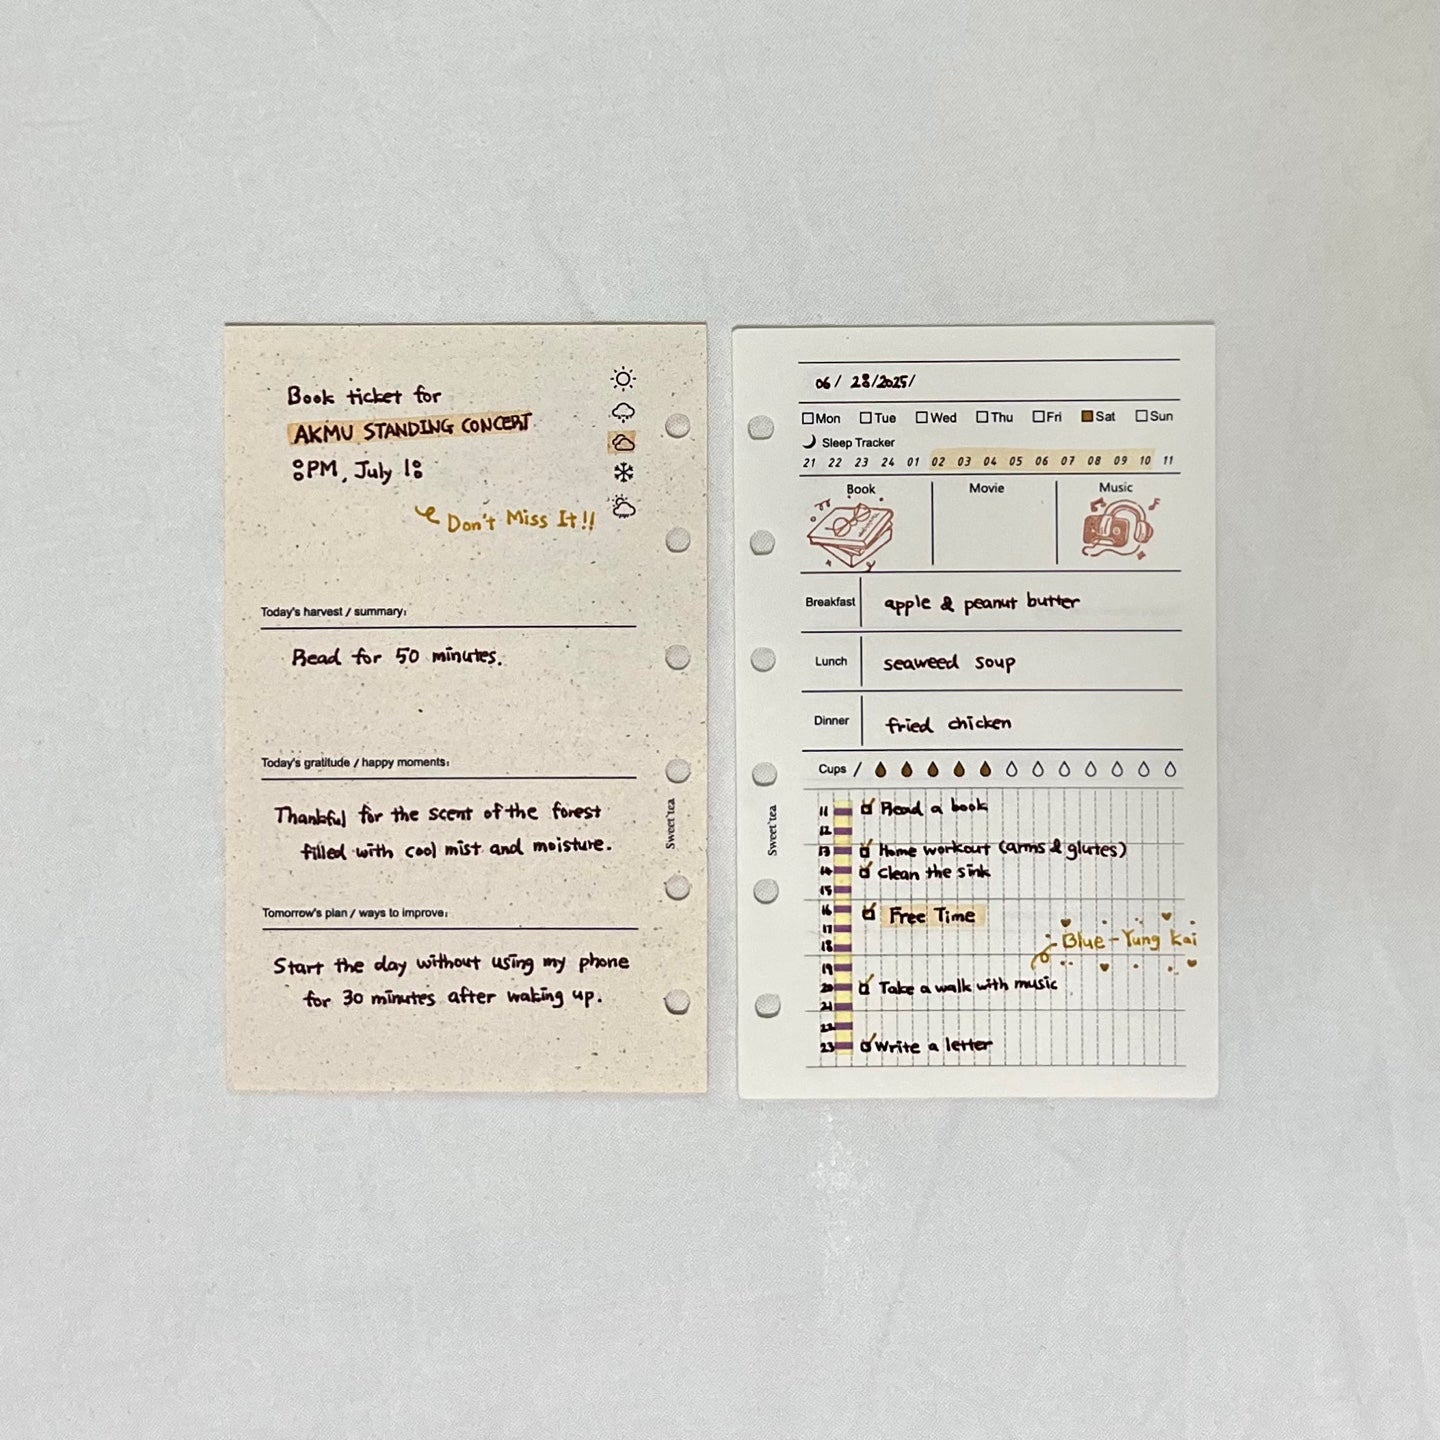 Book ticket for
AKMU STANDING CONCERT
8PM, July 18
Don't Miss It!!
Today's harvest / summary:
Read for 50 minutes.
Today's gratitude / happy moments:
Thankful for the scent of the forest
filled with cool mist and moisture.
Tomorrow's plan / ways to improve:
Start the day without using my phone
for 30 minutes after waking up.
Sweet'tea
06/ 28/2025/
Mon Tue Wed Thu Fri Sat Sun
Sleep Tracker
21 22 23 24 01 02 03 04 05 06 07 08 09 10 11
Book Movie Music
Breakfast apple & peanut butter
Lunch seaweed soup
Dinner fried chicken
Cups /
Sweet'tea
11 Read a book
12
13 Home workout (arms & glutes)
14 Clean the sink
15
16 Free Time
17
18 Blue - Yung Kai
19
20 Take a walk with music
21
22
23 Write a letter